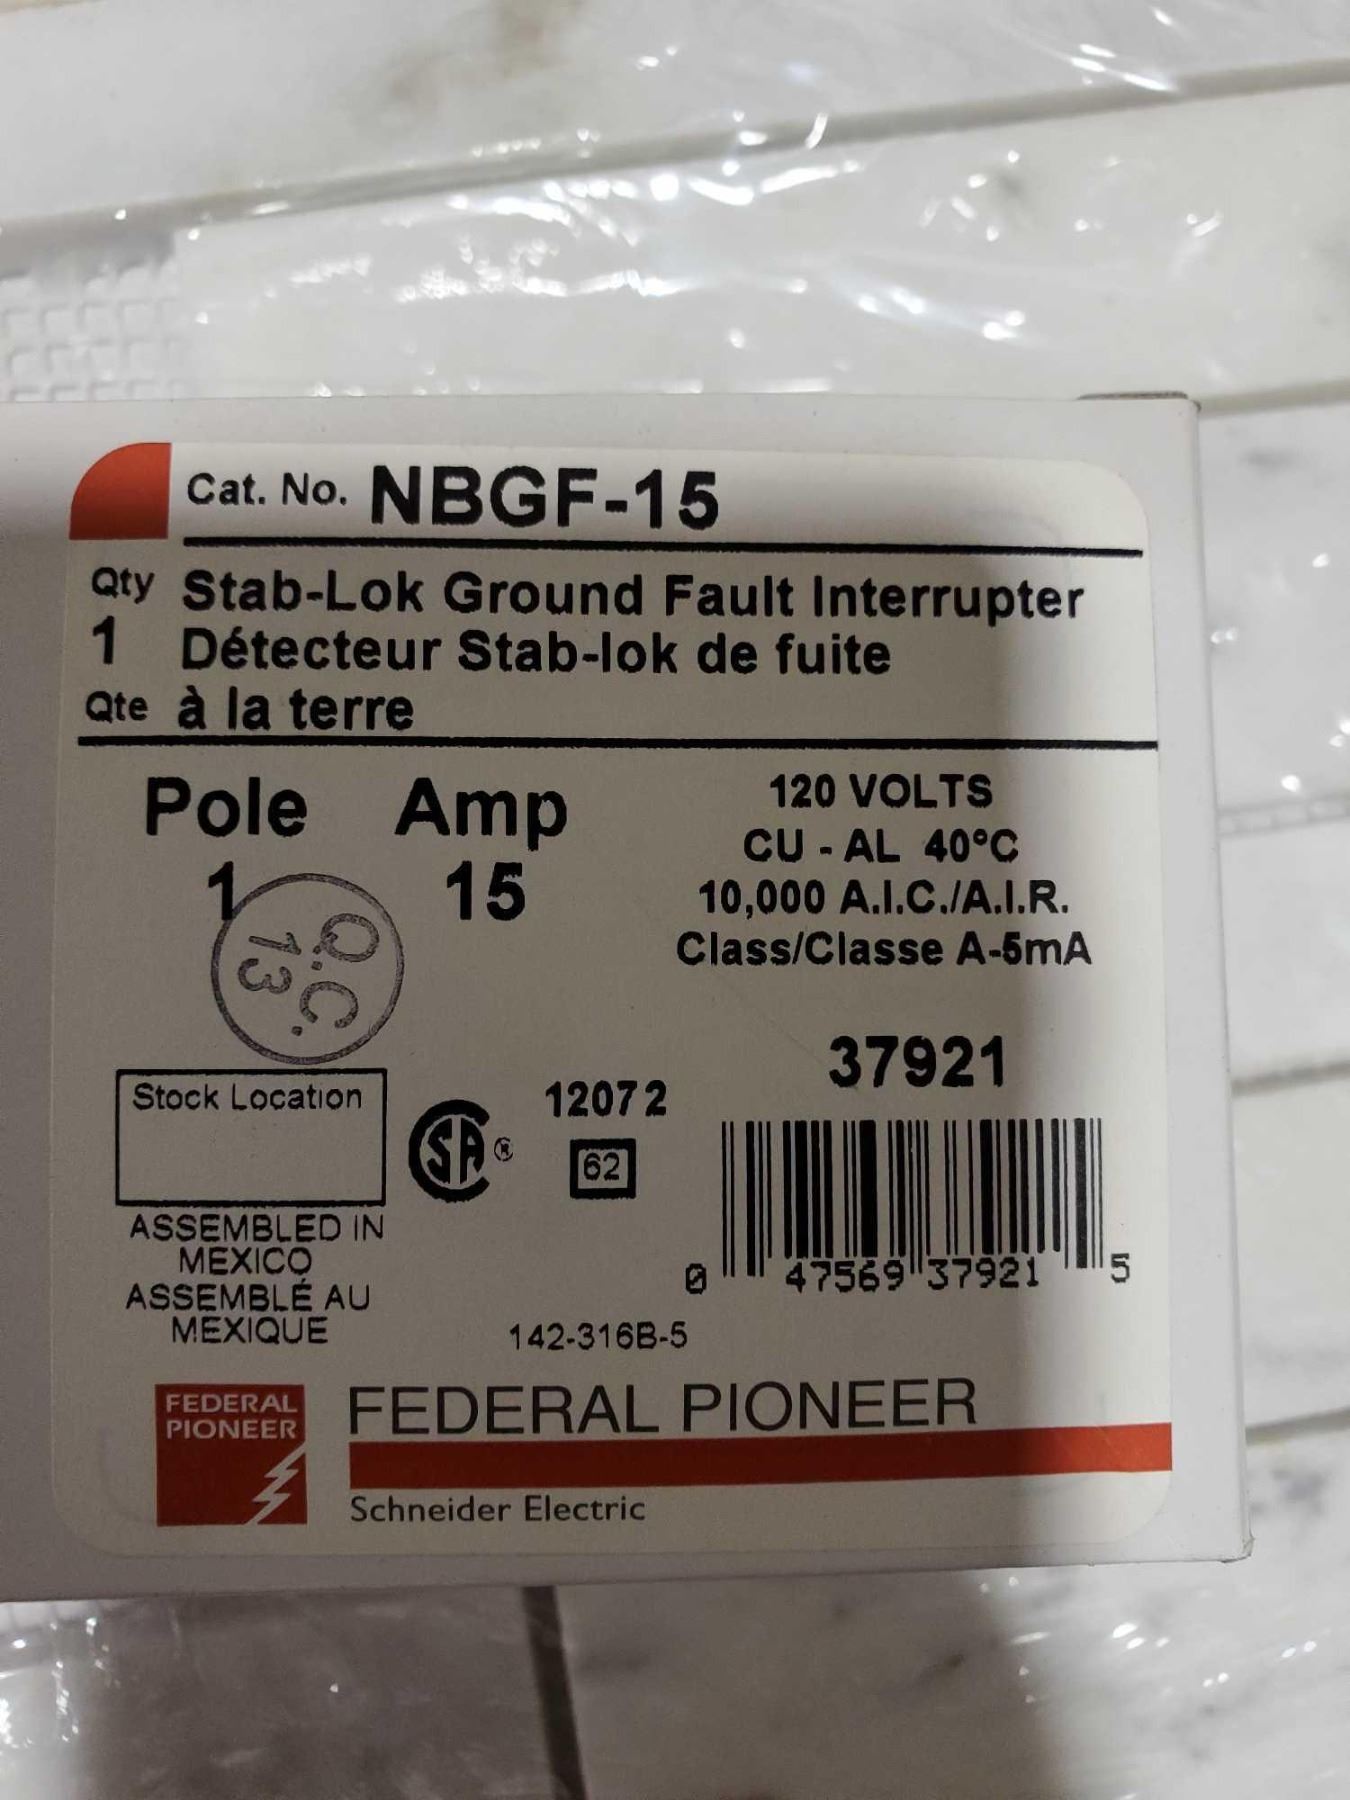 Cat. No. NBGF-15
Qty Stab-Lok Ground Fault Interrupter
1 Détecteur Stab-lok de fuite
Qte à la terre
Pole Amp
1 15
120 VOLTS
CU - AL 40°C
10,000 A.I.C./A.I.R.
Class/Classe A-5mA
Q.C.
13
37921
Stock Location
CSA ®
12072
62
0 47569 37921 5
ASSEMBLED IN
MEXICO
ASSEMBLÉ AU
MEXIQUE
142-316B-5
FEDERAL
PIONEER
FEDERAL PIONEER
Schneider Electric